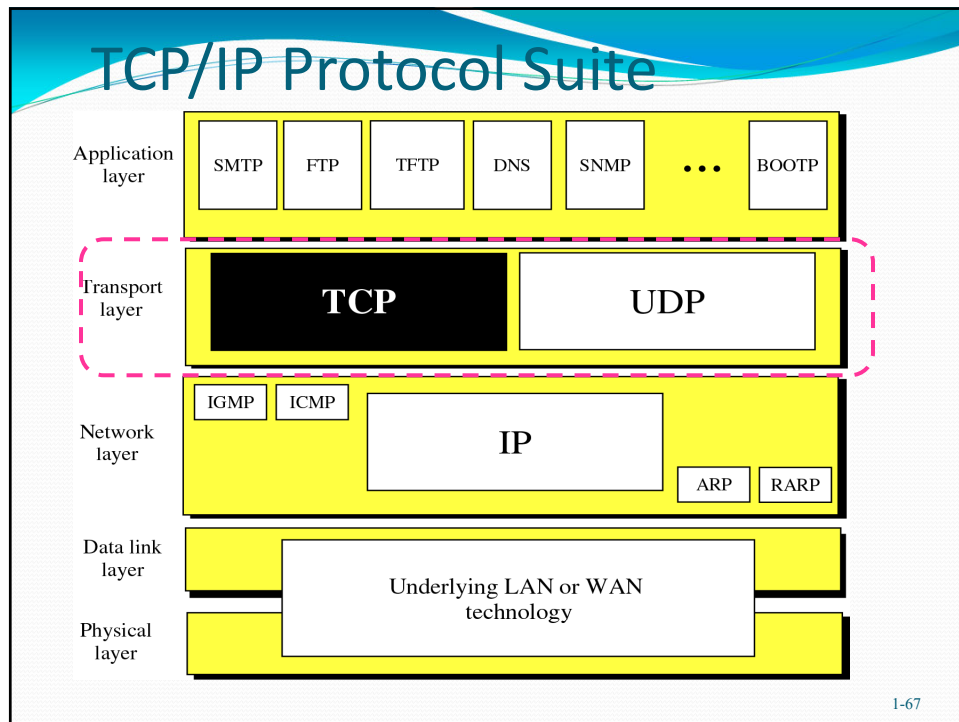 TCP/IP Protocol Suite
Application
layer
SMTP
FTP
TFTP
DNS
SNMP
...
BOOTP
Transport
layer
TCP
UDP
Network
layer
IGMP
ICMP
IP
ARP
RARP
Data link
layer
Underlying LAN or WAN
technology
Physical
layer
1-67